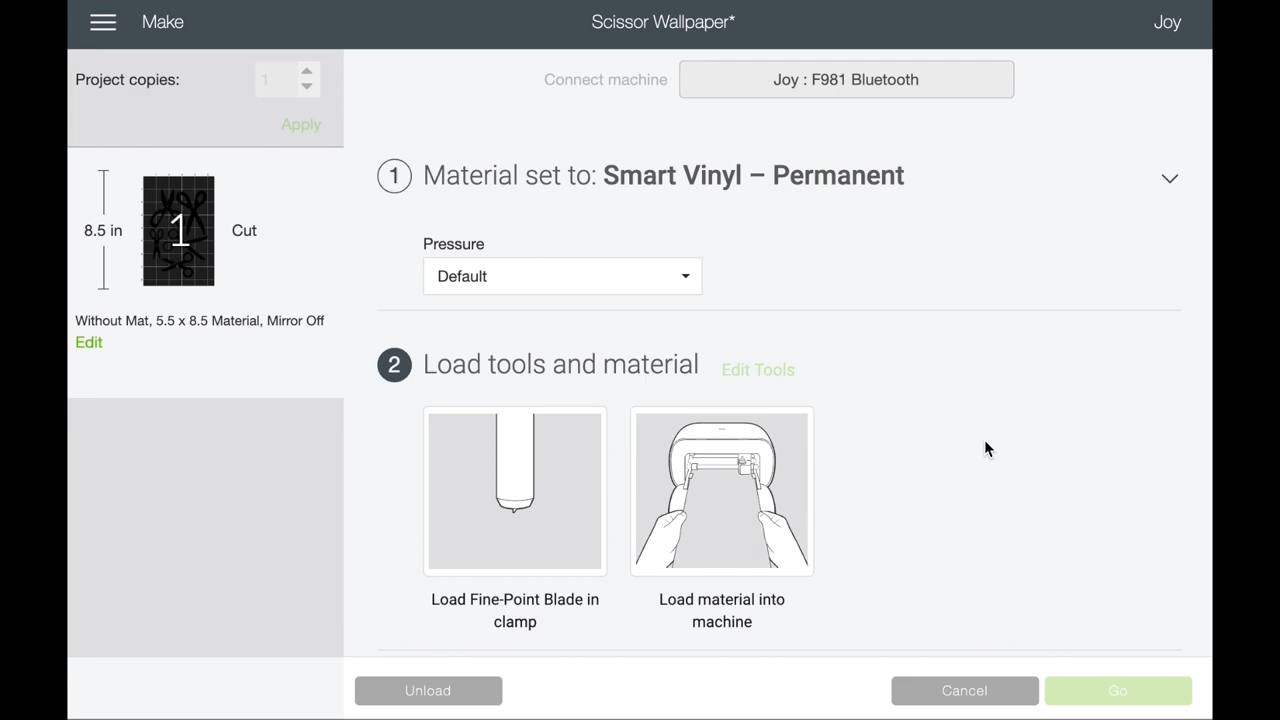 Make
Scissor Wallpaper*
Joy
Project copies:
1
Apply
Connect machine
Joy : F981 Bluetooth
8.5 in
1
Cut
Without Mat, 5.5 x 8.5 Material, Mirror Off
Edit
1 Material set to: Smart Vinyl – Permanent
Pressure
Default
2 Load tools and material
Edit Tools
Load Fine-Point Blade in
clamp
Load material into
machine
Unload
Cancel
Go